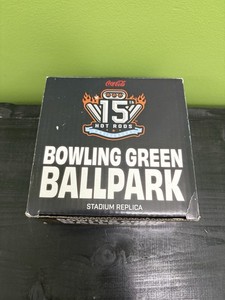 Coca-Cola
15TH
HOT RODS
BOWLING GREEN
BALLPARK
STADIUM REPLICA